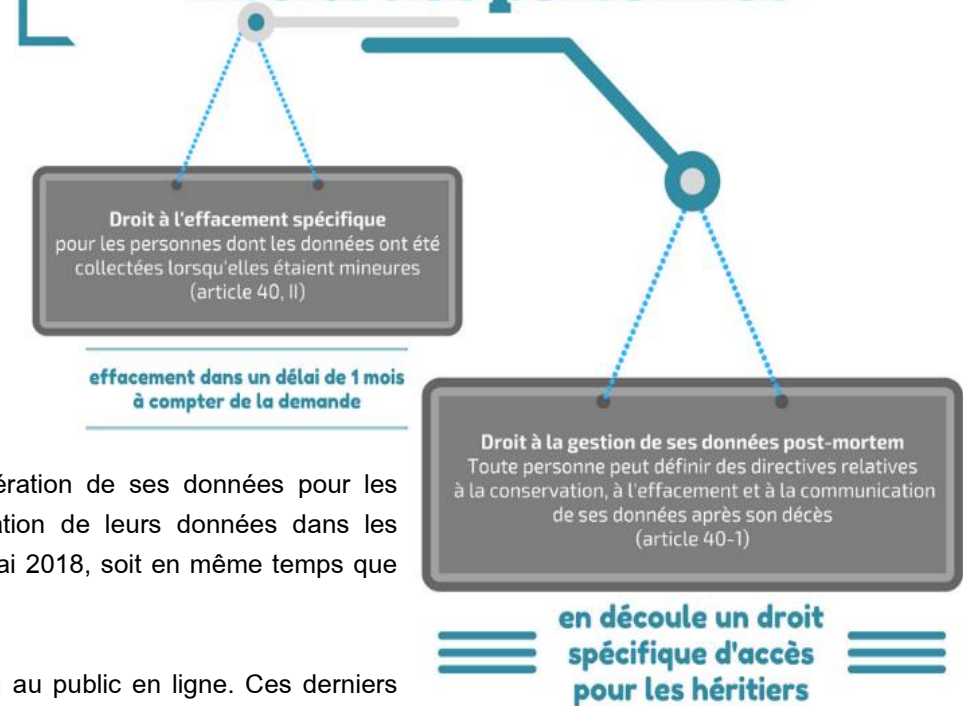 Droit à l'effacement spécifique
pour les personnes dont les données ont été
collectées lorsqu'elles étaient mineures
(article 40, II)
effacement dans un délai de 1 mois
à compter de la demande
Droit à la gestion de ses données post-mortem
Toute personne peut définir des directives relatives
à la conservation, à l'effacement et à la communication
de ses données après son décès
(article 40-1)
en découle un droit
spécifique d'accès
pour les héritiers
de ses données pour les
de leurs données dans les
2018, soit en même temps que
au public en ligne. Ces derniers